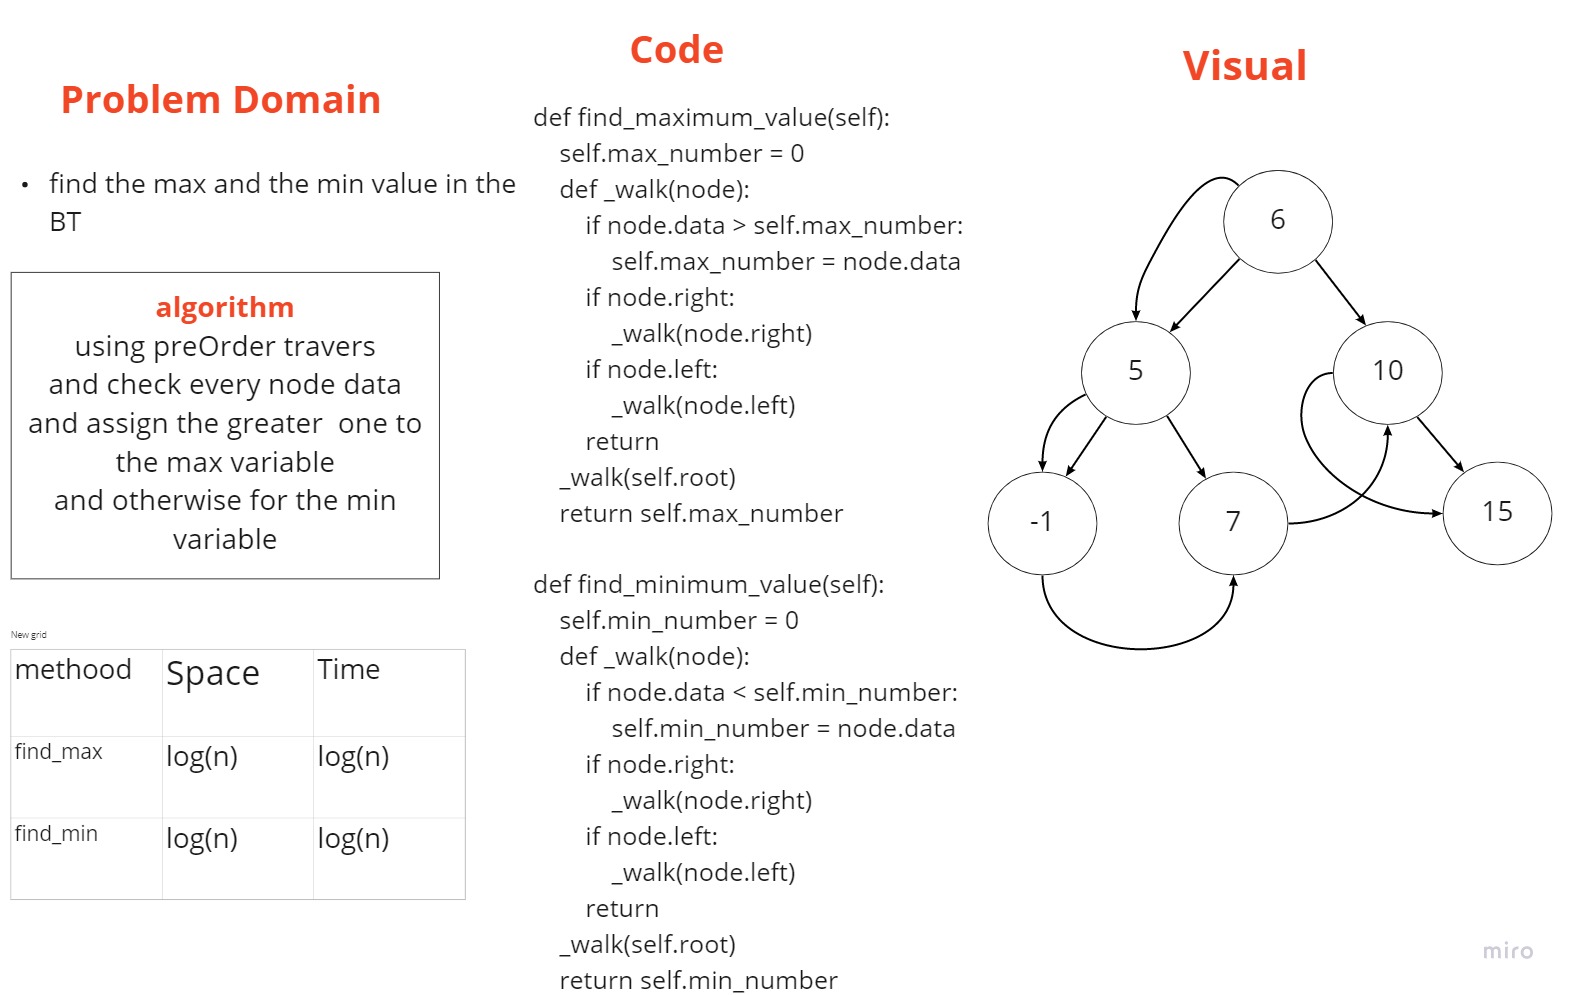 Problem Domain
• find the max and the min value in the
BT
algorithm
using preOrder travers
and check every node data
and assign the greater  one to
the max variable
and otherwise for the min
variable
New grid
methood Space Time
find_max log(n) log(n)
find_min log(n) log(n)
Code
def find_maximum_value(self):
    self.max_number = 0
    def _walk(node):
        if node.data > self.max_number:
            self.max_number = node.data
        if node.right:
            _walk(node.right)
        if node.left:
            _walk(node.left)
        return
    _walk(self.root)
    return self.max_number
def find_minimum_value(self):
    self.min_number = 0
    def _walk(node):
        if node.data < self.min_number:
            self.min_number = node.data
        if node.right:
            _walk(node.right)
        if node.left:
            _walk(node.left)
        return
    _walk(self.root)
    return self.min_number
Visual
6
5
10
-1
7
15
miro